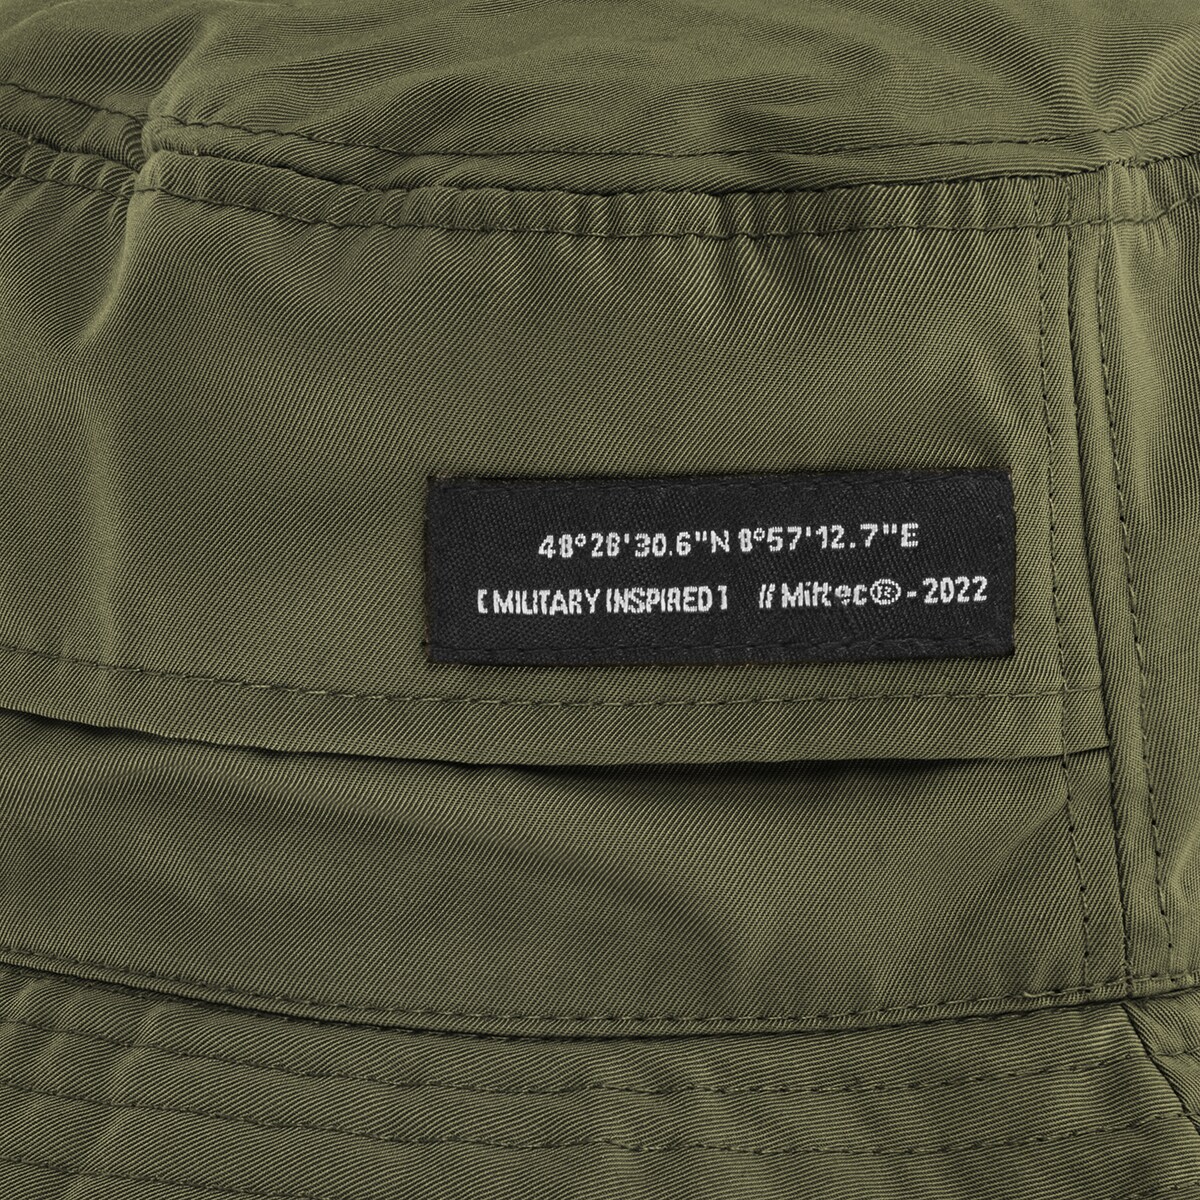 48°28'30.6"N 8°57'12.7"E
[MILITARY INSPIRED] // Miltec® - 2022